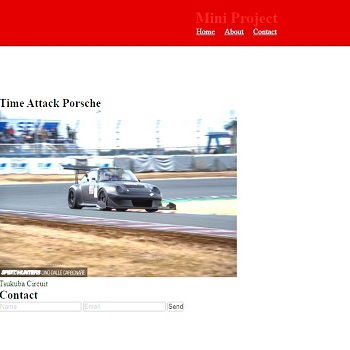 Mini Project
Home About Contact
Time Attack Porsche
SPEEDHUNTERS DINO DALLE CARBONARE
Tsukuba Circuit
Contact
Name Email Send